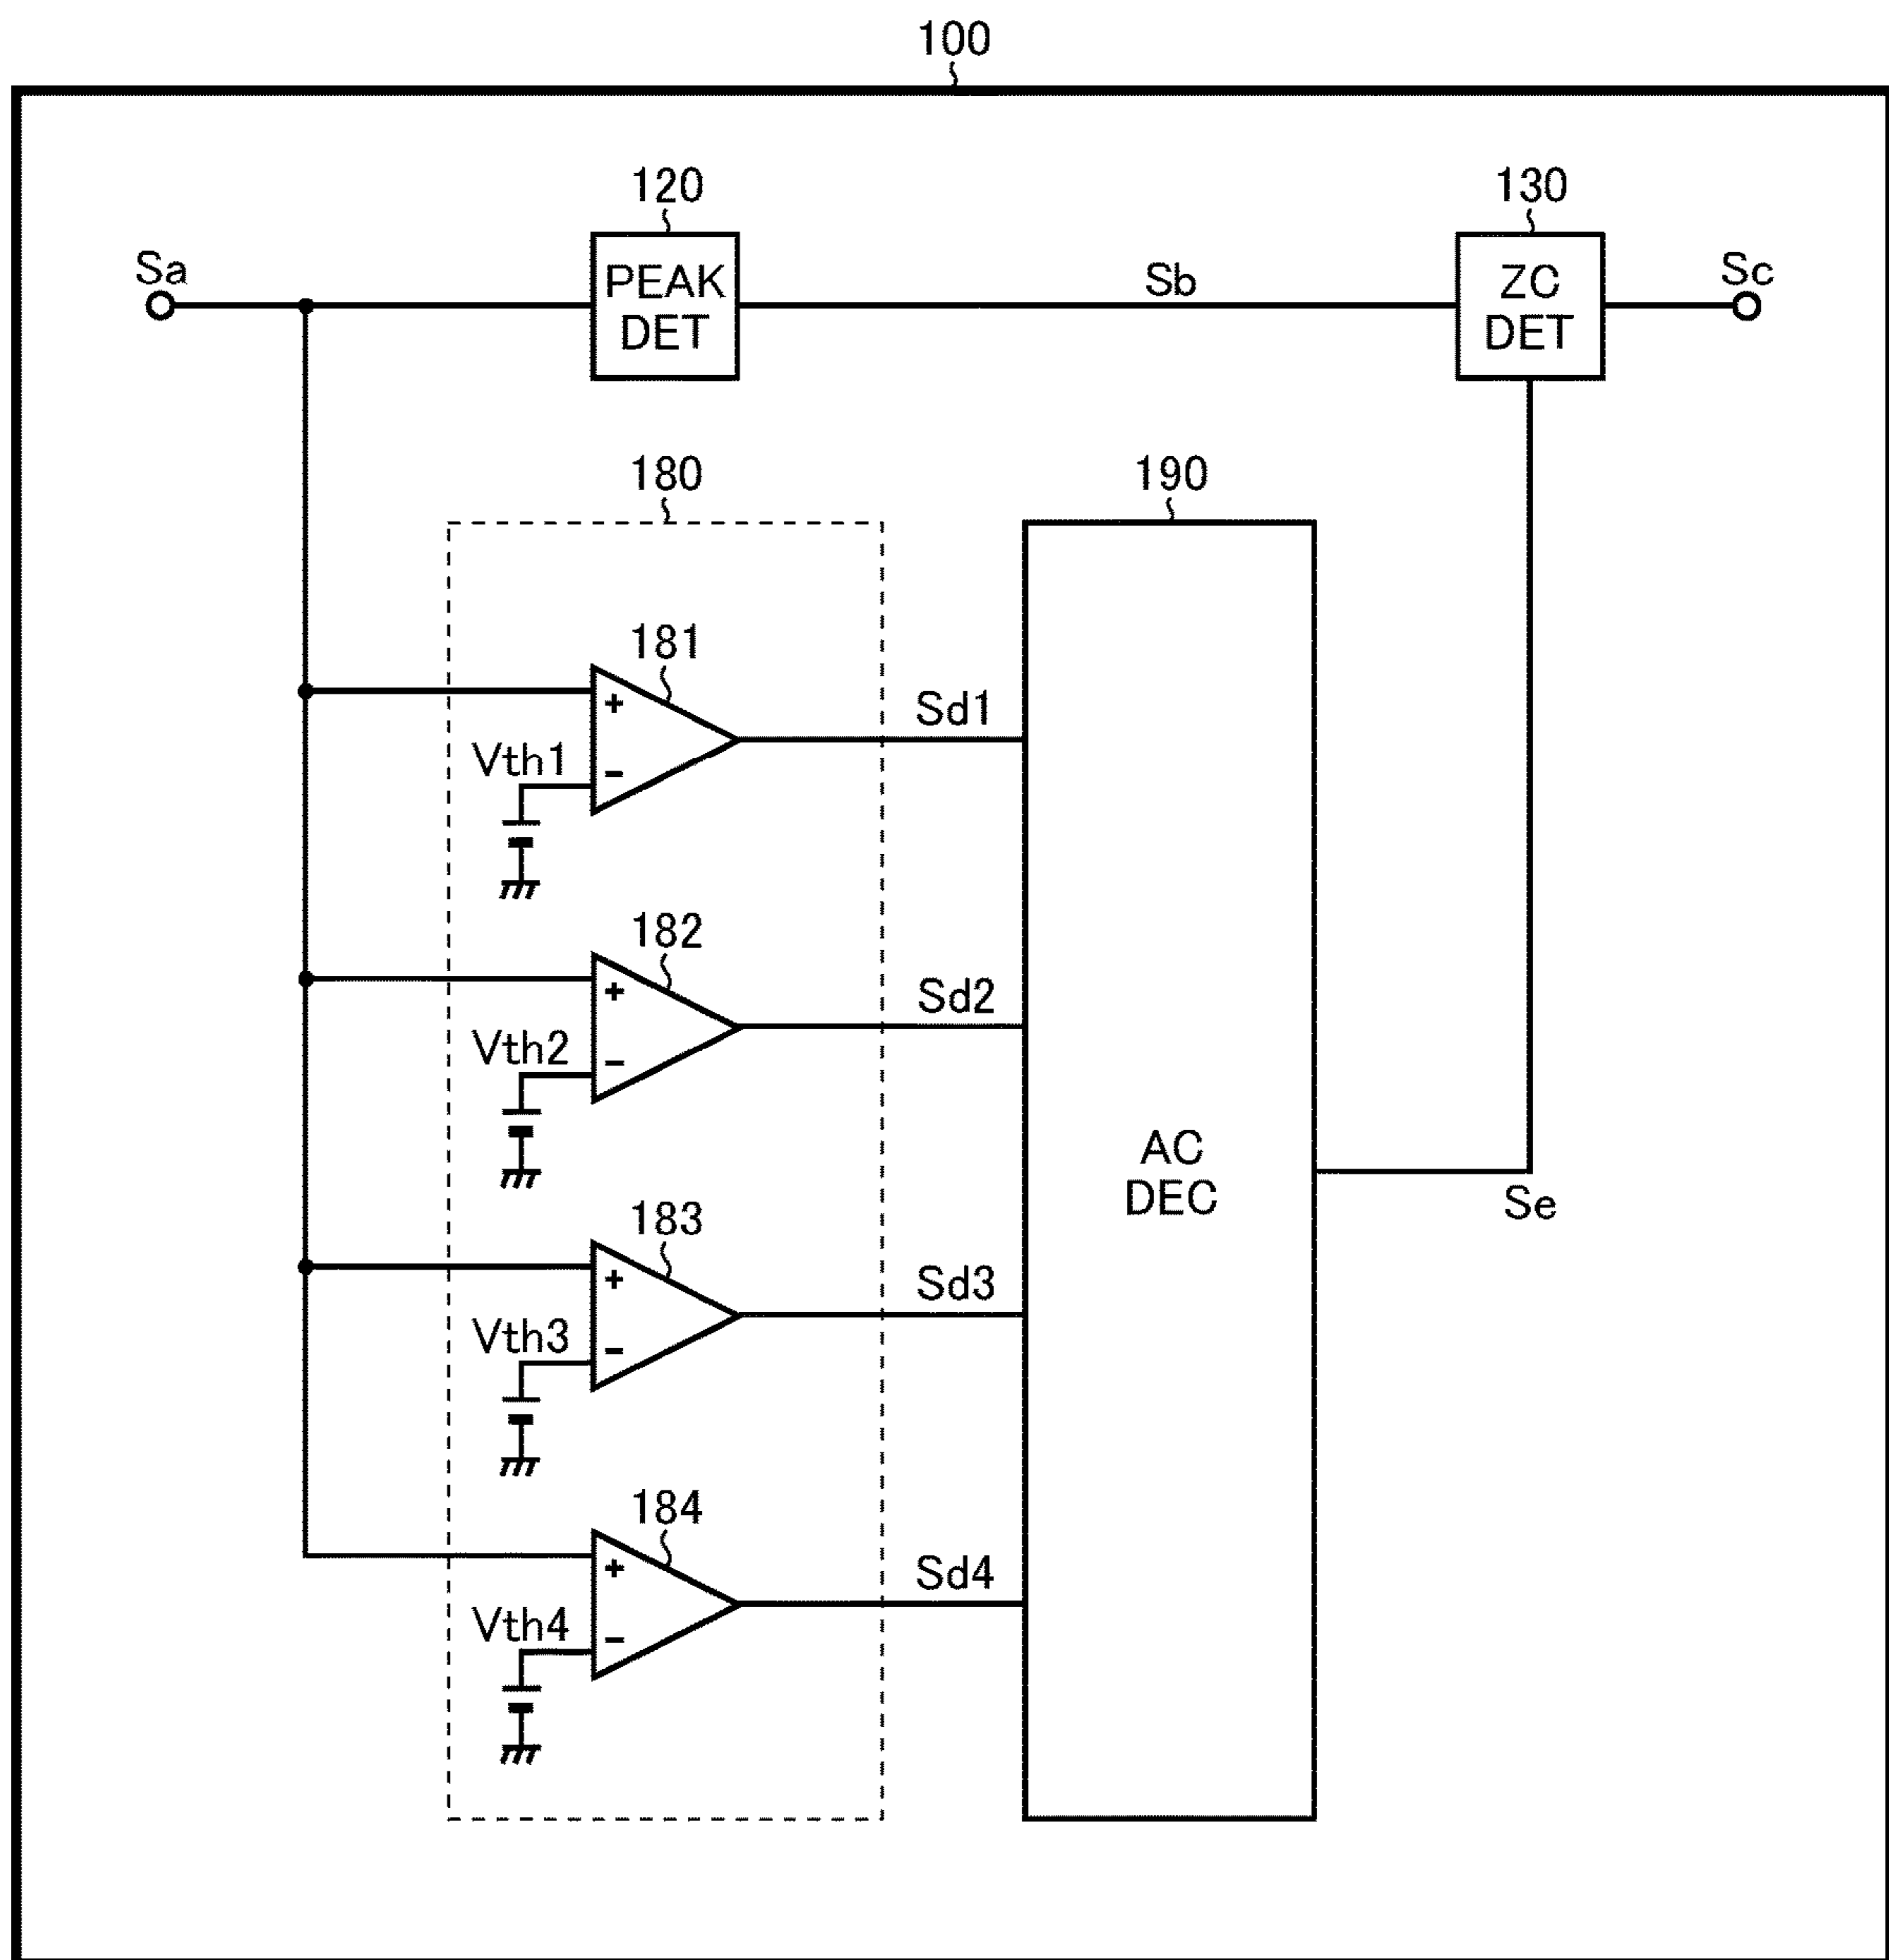 100
120
130
Sa
PEAK
DET
Sb
ZC
DET
Sc
180
190
181
+
-
Vth1
Sd1
182
+
-
Vth2
Sd2
AC
DEC
Se
183
+
-
Vth3
Sd3
184
+
-
Vth4
Sd4